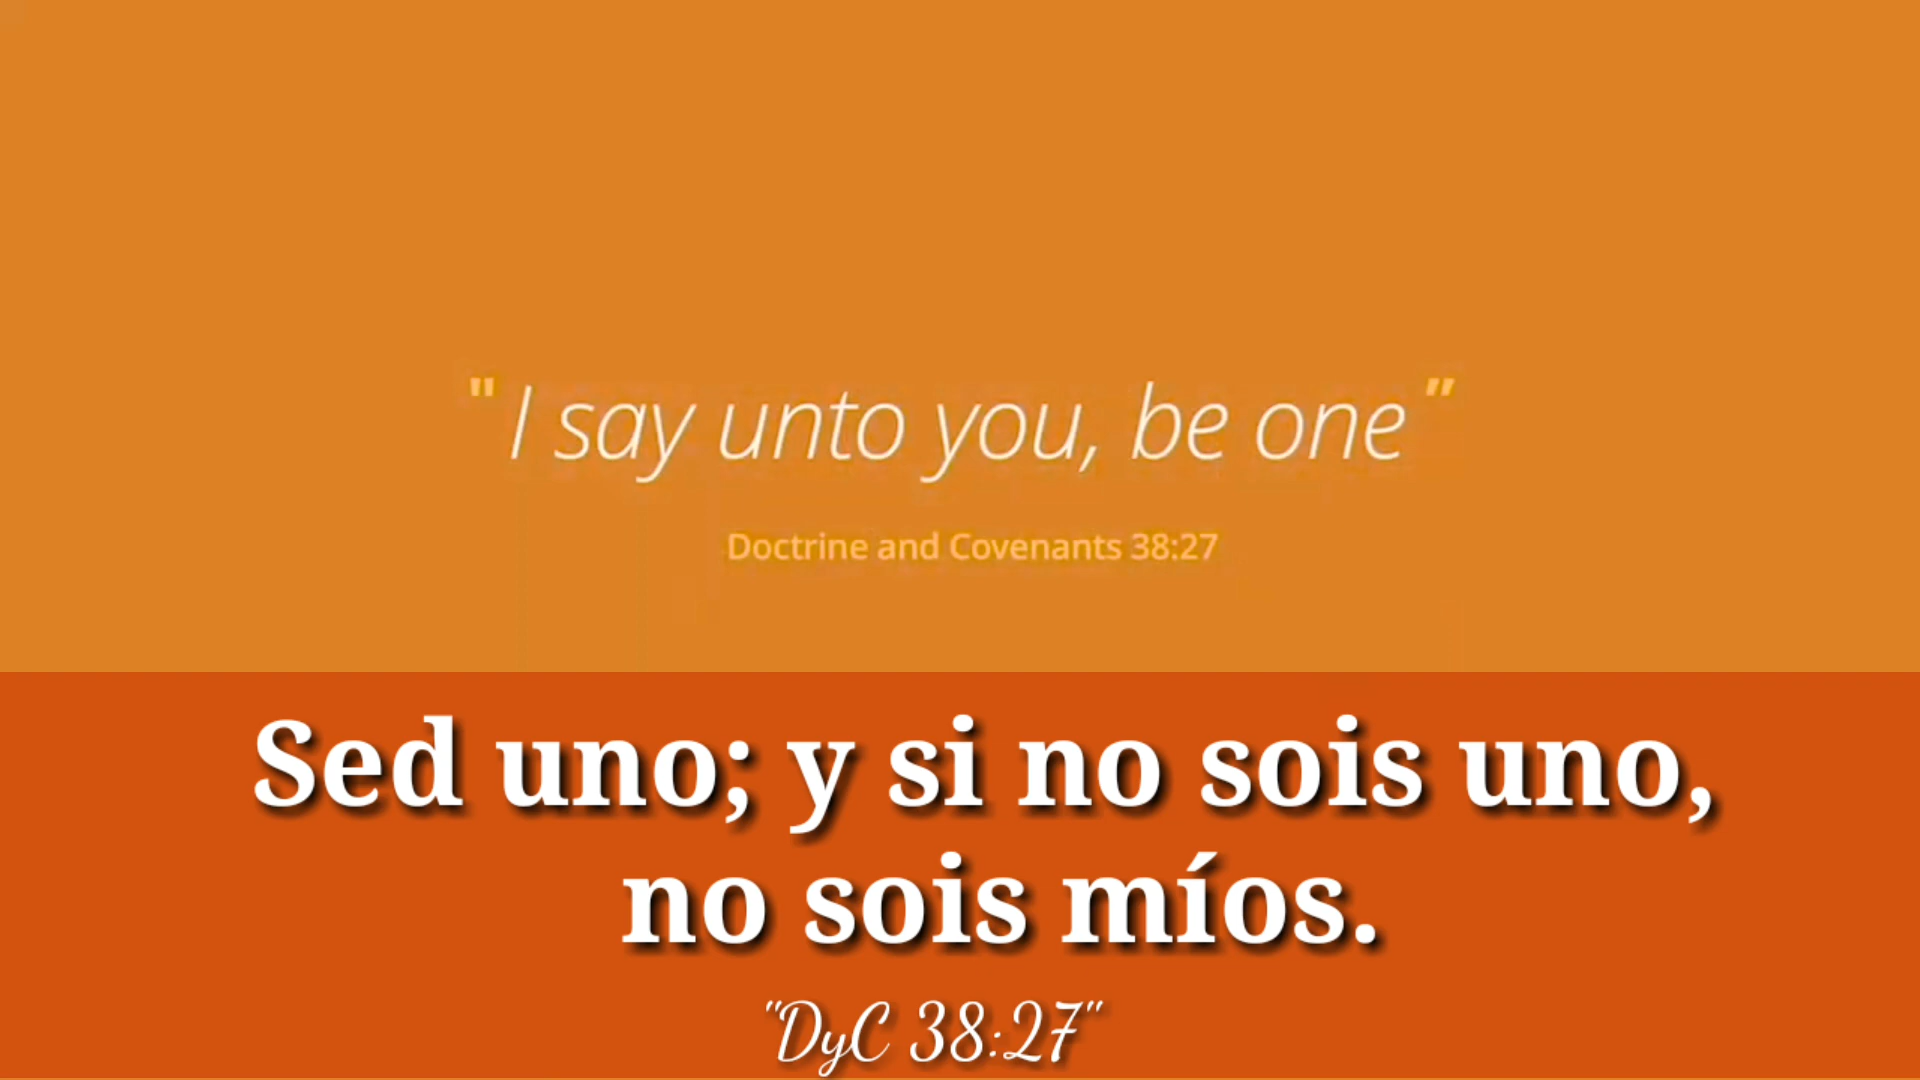 "I say unto you, be one"
Doctrine and Covenants 38:27
Sed uno; y si no sois uno,
no sois míos.
"DyC 38:27"